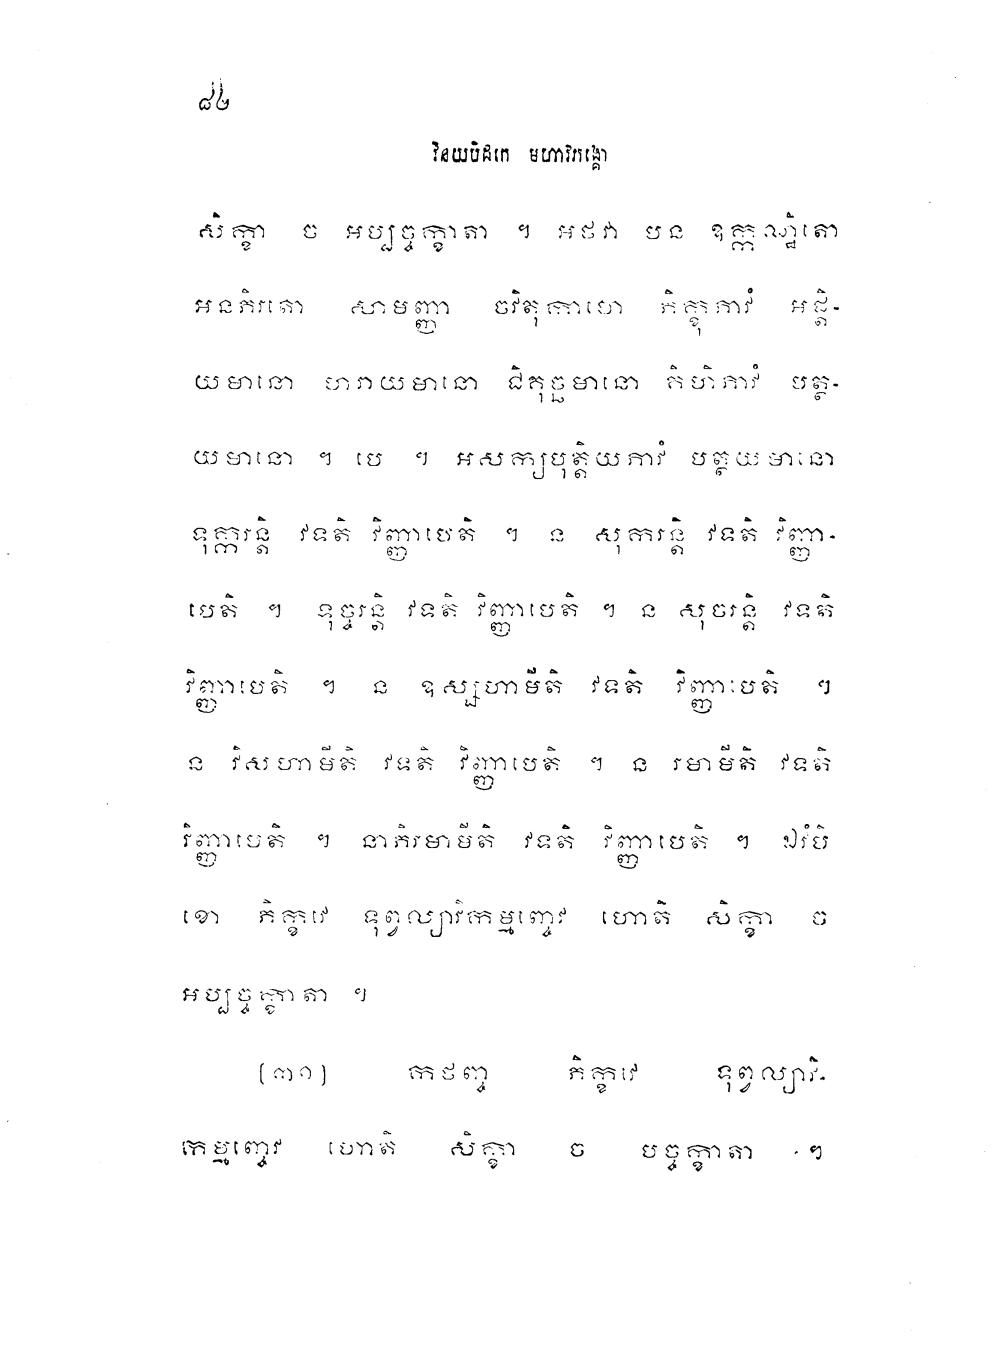 ៨៤
វិនយបិដកេ មហាវិភង្គោ
សិក្ខា ច អប្បច្ចក្ខាតា ។ អថវា បន ឧក្កណ្ឋិតោ
អនភិរតោ សាមញ្ញា ចវិតុកាមោ ភិក្ខុភាវំ អដ្ដិ-
យមានោ ហរាយមានោ ជិគុច្ឆមានោ គិហិភាវំ បត្ថ-
យមានោ ។ បេ ។ អសក្យបុត្តិយភាវំ បត្ថយមានោ
ទុក្ករន្តិ វទតិ វិញ្ញាបេតិ ។ ន សុករន្តិ វទតិ វិញ្ញា-
បេតិ ។ ទុច្ចរន្តិ វទតិ វិញ្ញាបេតិ ។ ន សុចរន្តិ វទតិ
វិញ្ញាបេតិ ។ ន ឧស្សហាមីតិ វទតិ វិញ្ញាបេតិ ។
ន វិសហាមីតិ វទតិ វិញ្ញាបេតិ ។ ន រមាមីតិ វទតិ
វិញ្ញាបេតិ ។ នាភិរមាមីតិ វទតិ វិញ្ញាបេតិ ។ ឯវំបិ
ខោ ភិក្ខវេ ទុព្វល្យាវិកម្មញ្ចេវ ហោតិ សិក្ខា ច
អប្បច្ចក្ខាតា ។
[៣១] កថញ្ច ភិក្ខវេ ទុព្វល្យាវិ-
កម្មញ្ចេវ ហោតិ សិក្ខា ច បច្ចក្ខាតា ។